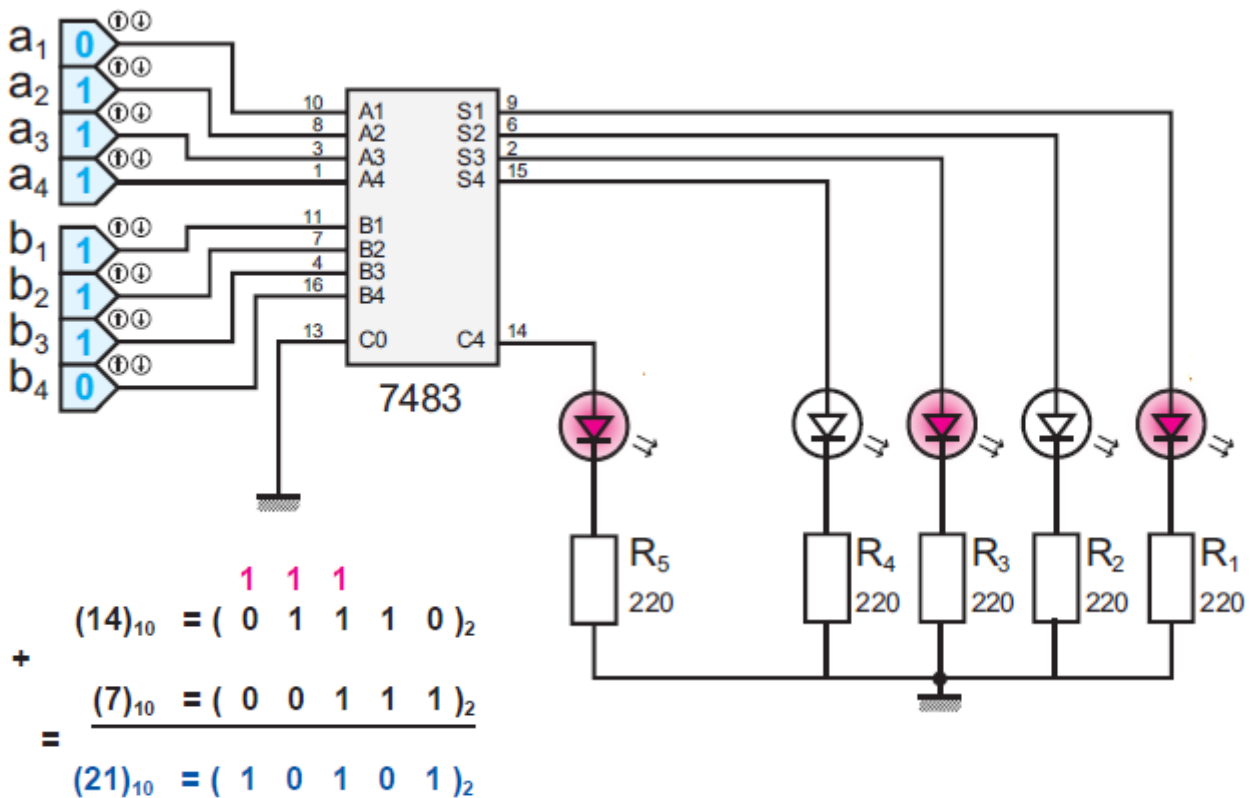 a1 0
a2 1
a3 1
a4 1
b1 1
b2 1
b3 1
b4 0
10 A1 S1 9
8 A2 S2 6
3 A3 S3 2
1 A4 S4 15
11 B1
7 B2
4 B3
16 B4
13 C0 C4 14
7483
R5 R4 R3 R2 R1
220 220 220 220 220
1 1 1
(14)10 = ( 0 1 1 1 0 )2
+
(7)10 = ( 0 0 1 1 1 )2
=
(21)10 = ( 1 0 1 0 1 )2